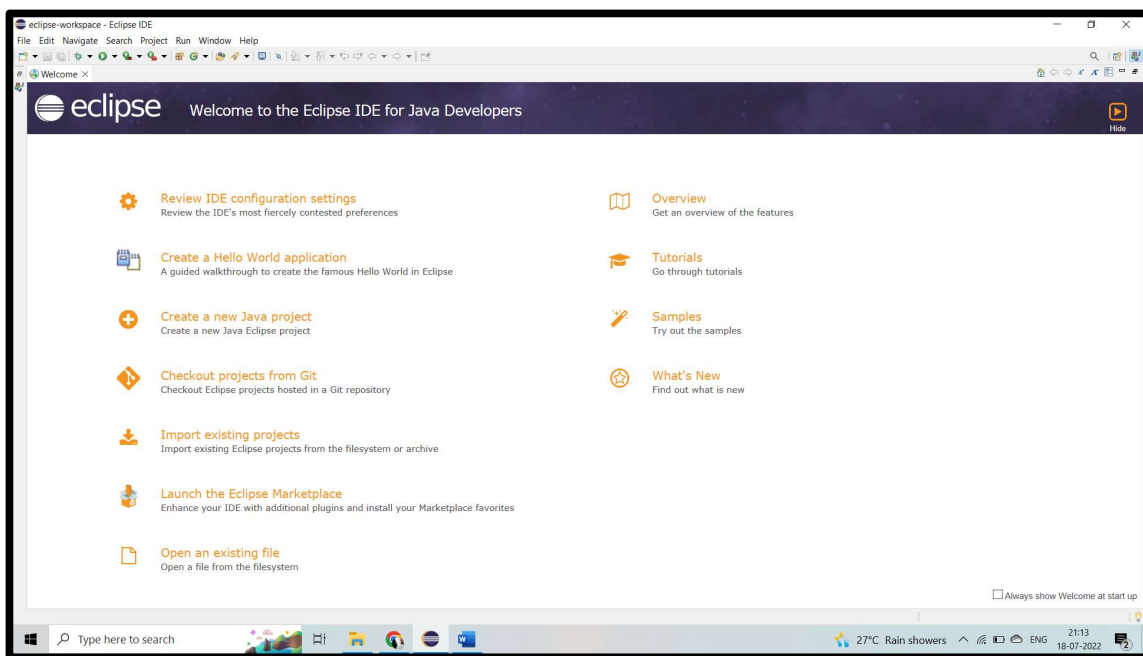 eclipse-workspace - Eclipse IDE
File Edit Navigate Search Project Run Window Help
Welcome
eclipse Welcome to the Eclipse IDE for Java Developers
Hide
Review IDE configuration settings
Review the IDE's most fiercely contested preferences
Create a Hello World application
A guided walkthrough to create the famous Hello World in Eclipse
Create a new Java project
Create a new Java Eclipse project
Checkout projects from Git
Checkout Eclipse projects hosted in a Git repository
Import existing projects
Import existing Eclipse projects from the filesystem or archive
Launch the Eclipse Marketplace
Enhance your IDE with additional plugins and install your Marketplace favorites
Open an existing file
Open a file from the filesystem
Overview
Get an overview of the features
Tutorials
Go through tutorials
Samples
Try out the samples
What's New
Find out what is new
Always show Welcome at start up
Type here to search
27°C Rain showers
ENG
21:13
18-07-2022
2